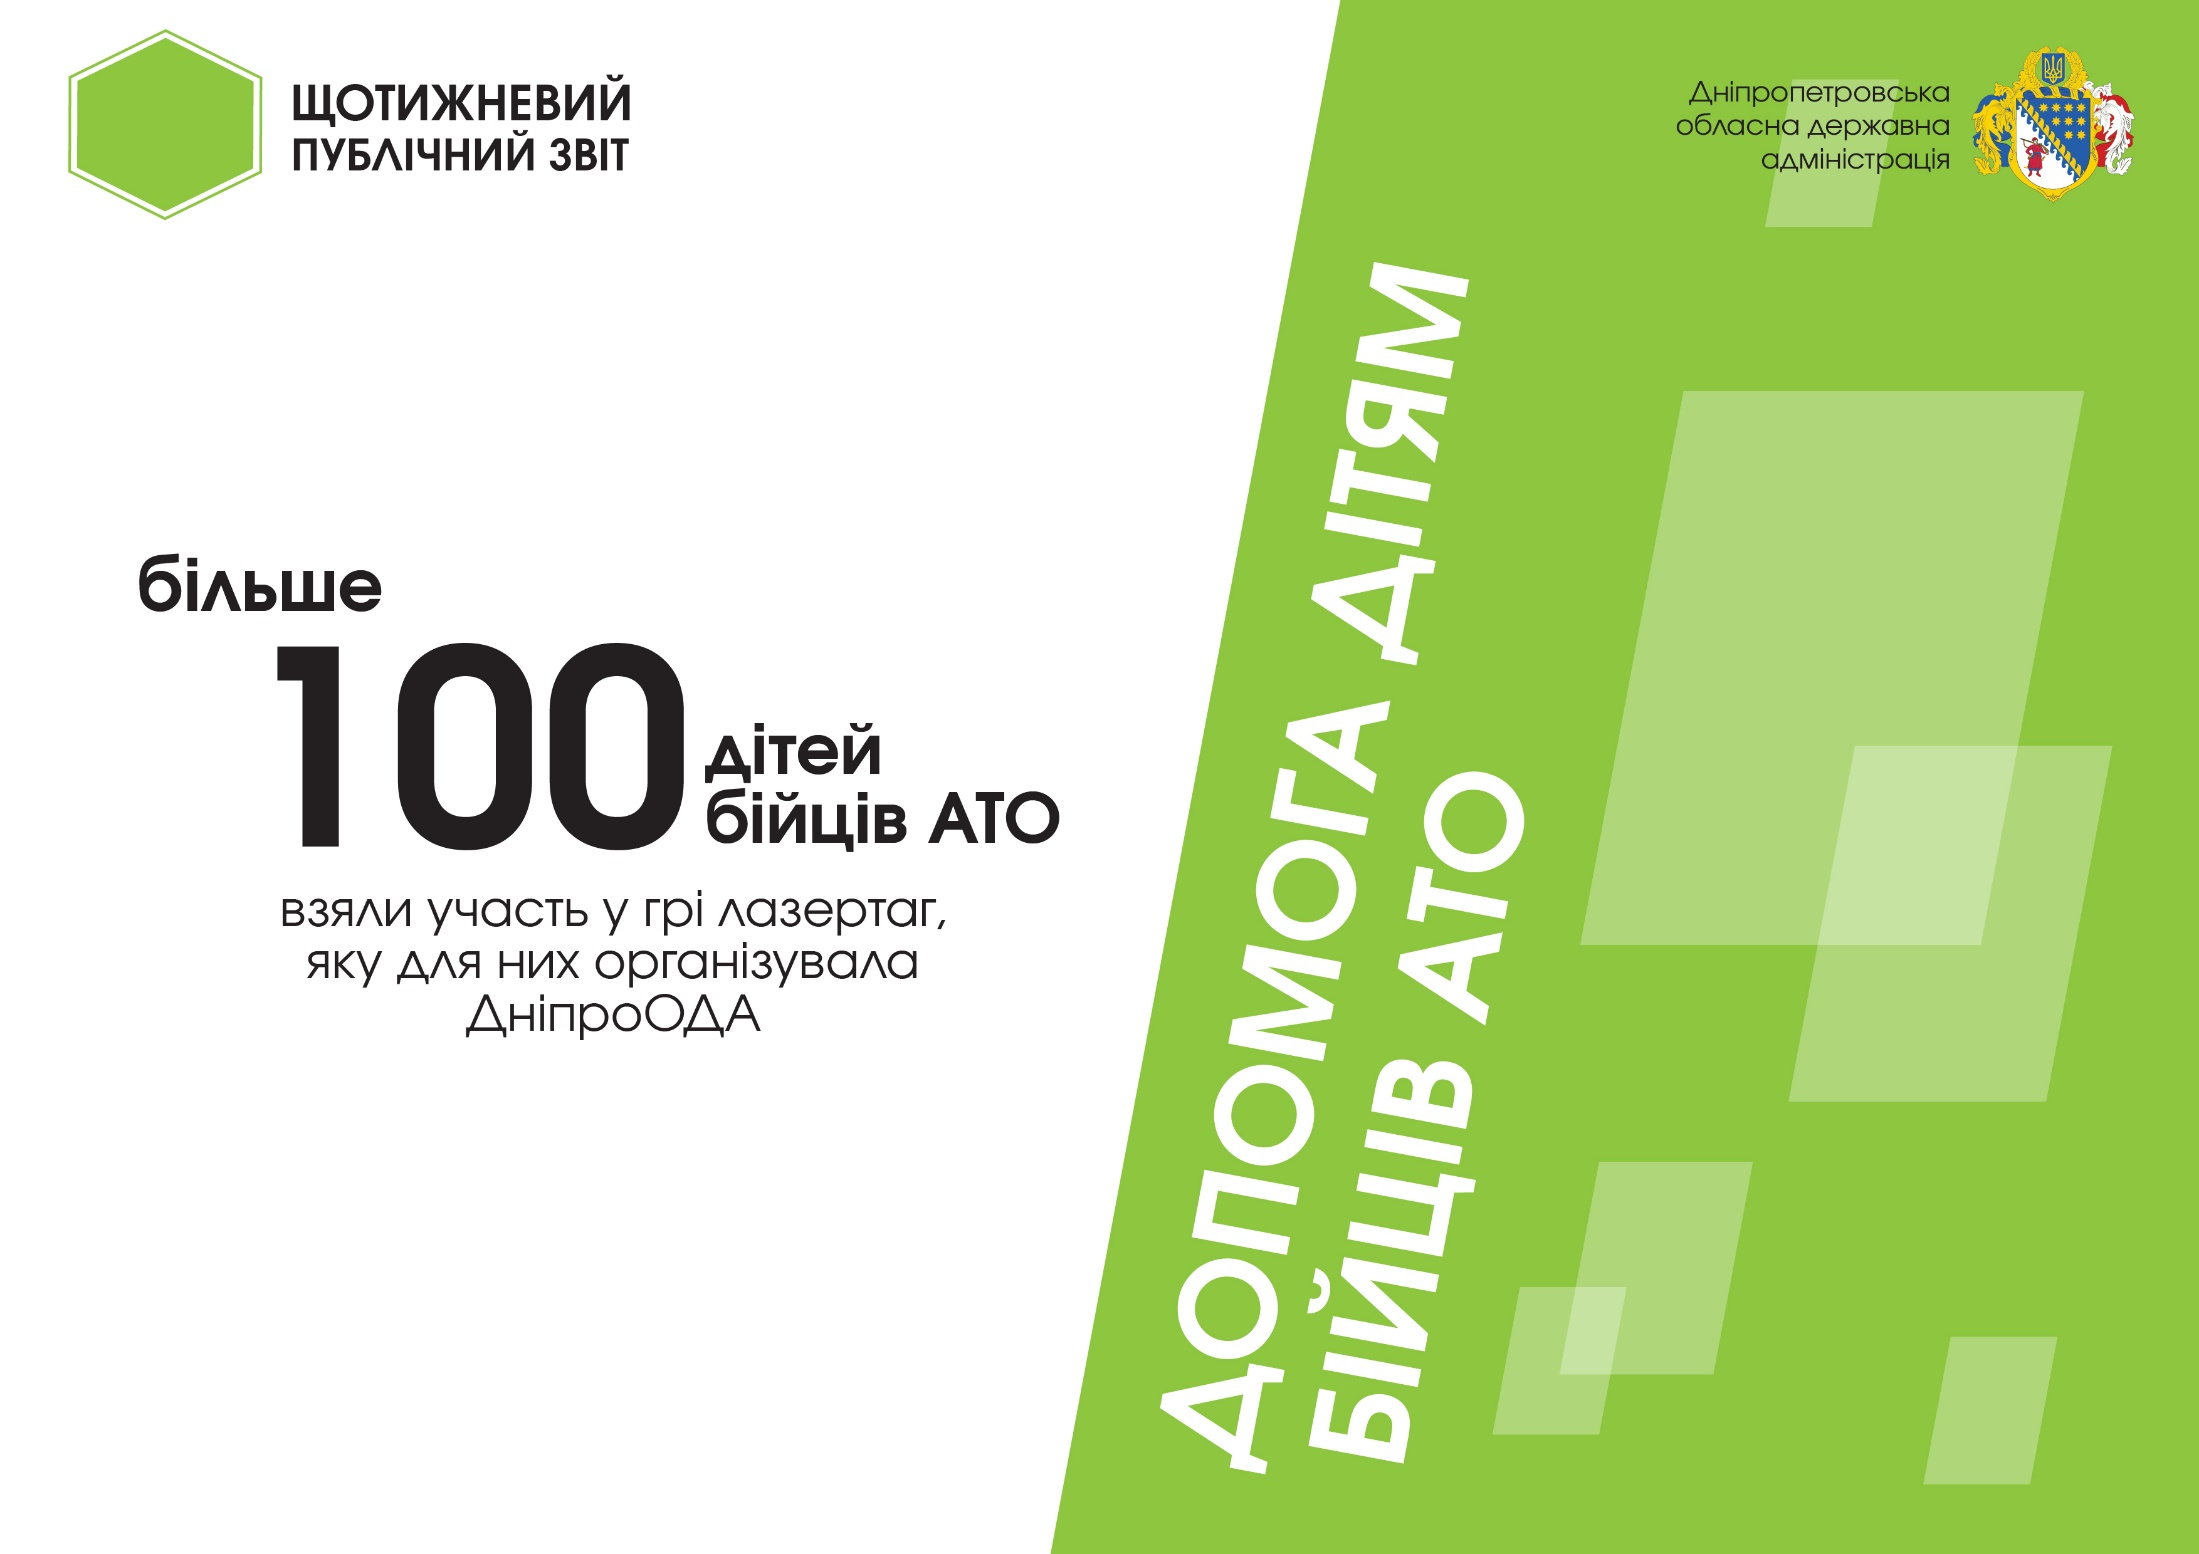 ЩОТИЖНЕВИЙ
ПУБЛІЧНИЙ ЗВІТ
Дніпропетровська
обласна державна
адміністрація
більше
100 дітей
бійців АТО
взяли участь у грі лазертаг,
яку для них організувала
ДніпроОДА
ДОПОМОГА ДІТЯМ
БІЙЦІВ АТО